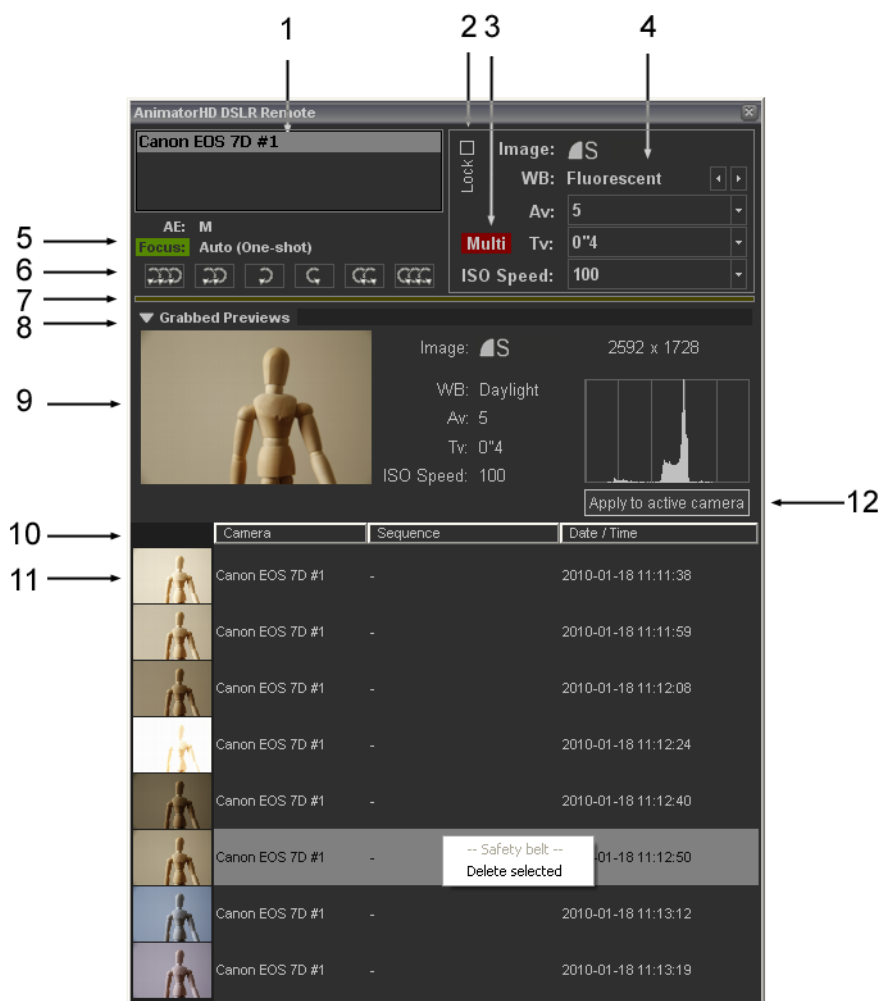 1
2 3
4
AnimatorHD DSLR Remote
Canon EOS 7D #1
Lock
Image: S
WB: Fluorescent
Av: 5
Multi Tv: 0"4
ISO Speed: 100
5
AE: M
Focus: Auto (One-shot)
6
7
8
Grabbed Previews
9
Image: S 2592 x 1728
WB: Daylight
Av: 5
Tv: 0"4
ISO Speed: 100
Apply to active camera
12
10
Camera Sequence Date / Time
11
Canon EOS 7D #1 - 2010-01-18 11:11:38
Canon EOS 7D #1 - 2010-01-18 11:11:59
Canon EOS 7D #1 - 2010-01-18 11:12:08
Canon EOS 7D #1 - 2010-01-18 11:12:24
Canon EOS 7D #1 - 2010-01-18 11:12:40
Canon EOS 7D #1 - -01-18 11:12:50
-- Safety belt --
Delete selected
Canon EOS 7D #1 - 2010-01-18 11:13:12
Canon EOS 7D #1 - 2010-01-18 11:13:19